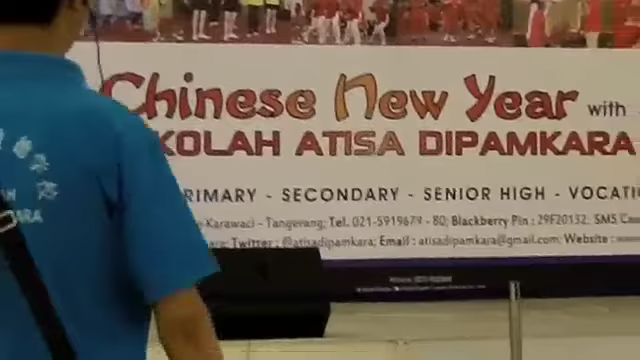 Chinese New Year with
KOLAH ATISA DIPAMKARA
RIMARY - SECONDARY - SENIOR HIGH - VOCATI
-Karawaci - Tangerang; Tel. 021-5919679 - 80; Blackberry Pin : 29F20132; SMS
Twitter : @atisadipamkara; Email : atisadipamkara@gmail.com; Website :
KARA